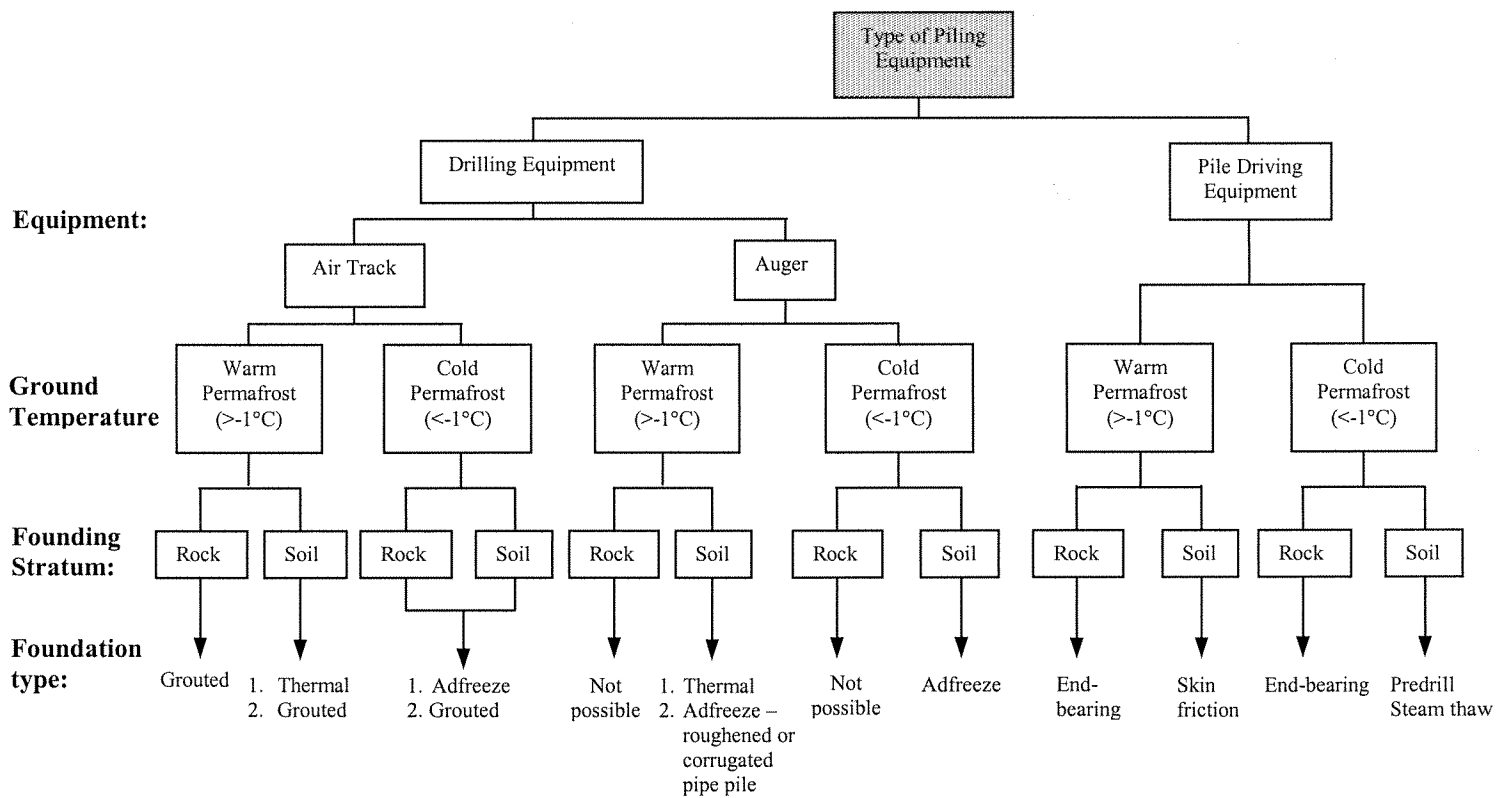 Type of Piling
Equipment
Drilling Equipment
Pile Driving
Equipment
Equipment:
Air Track
Auger
Ground
Temperature
Warm
Permafrost
(>-1°C)
Cold
Permafrost
(<-1°C)
Warm
Permafrost
(>-1°C)
Cold
Permafrost
(<-1°C)
Warm
Permafrost
(>-1°C)
Cold
Permafrost
(<-1°C)
Founding
Stratum:
Rock
Soil
Rock
Soil
Rock
Soil
Rock
Soil
Rock
Soil
Rock
Soil
Foundation
type:
Grouted
1. Thermal
2. Grouted
1. Adfreeze
2. Grouted
Not
possible
1. Thermal
2. Adfreeze –
roughened or
corrugated
pipe pile
Not
possible
Adfreeze
End-
bearing
Skin
friction
End-bearing
Predrill
Steam thaw